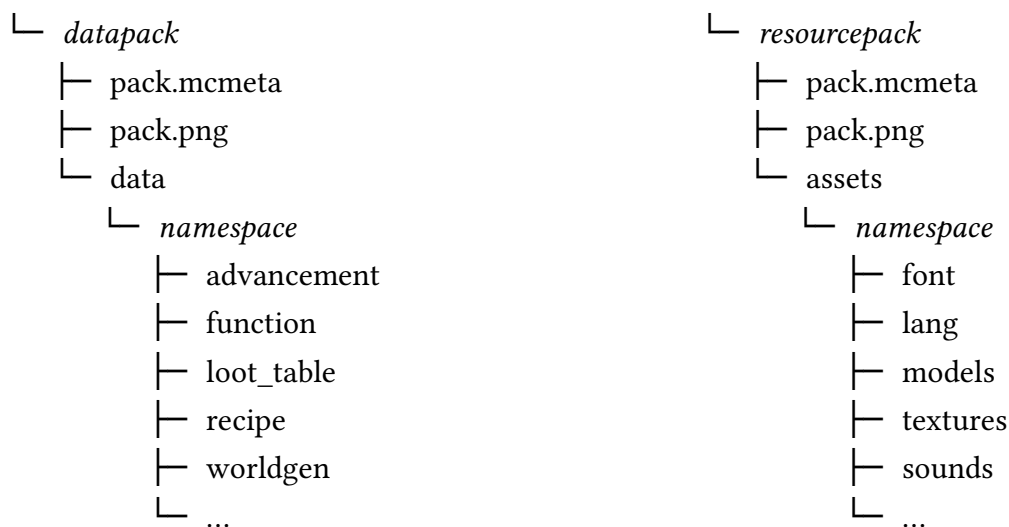 datapack
pack.mcmeta
pack.png
data
namespace
advancement
function
loot_table
recipe
worldgen
...
resourcepack
pack.mcmeta
pack.png
assets
namespace
font
lang
models
textures
sounds
...